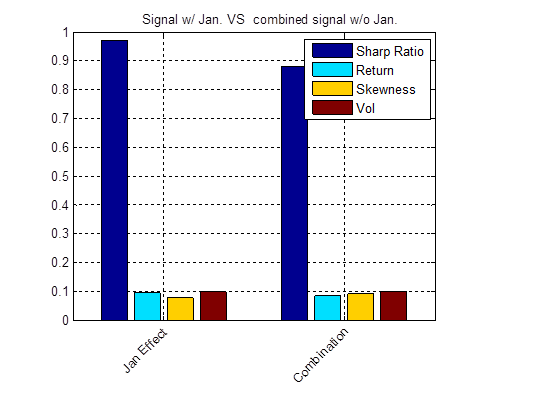 Signal w/ Jan. VS  combined signal w/o Jan.
1
0.9
0.8
0.7
0.6
0.5
0.4
0.3
0.2
0.1
0
Sharp Ratio
Return
Skewness
Vol
Jan Effect
Combination